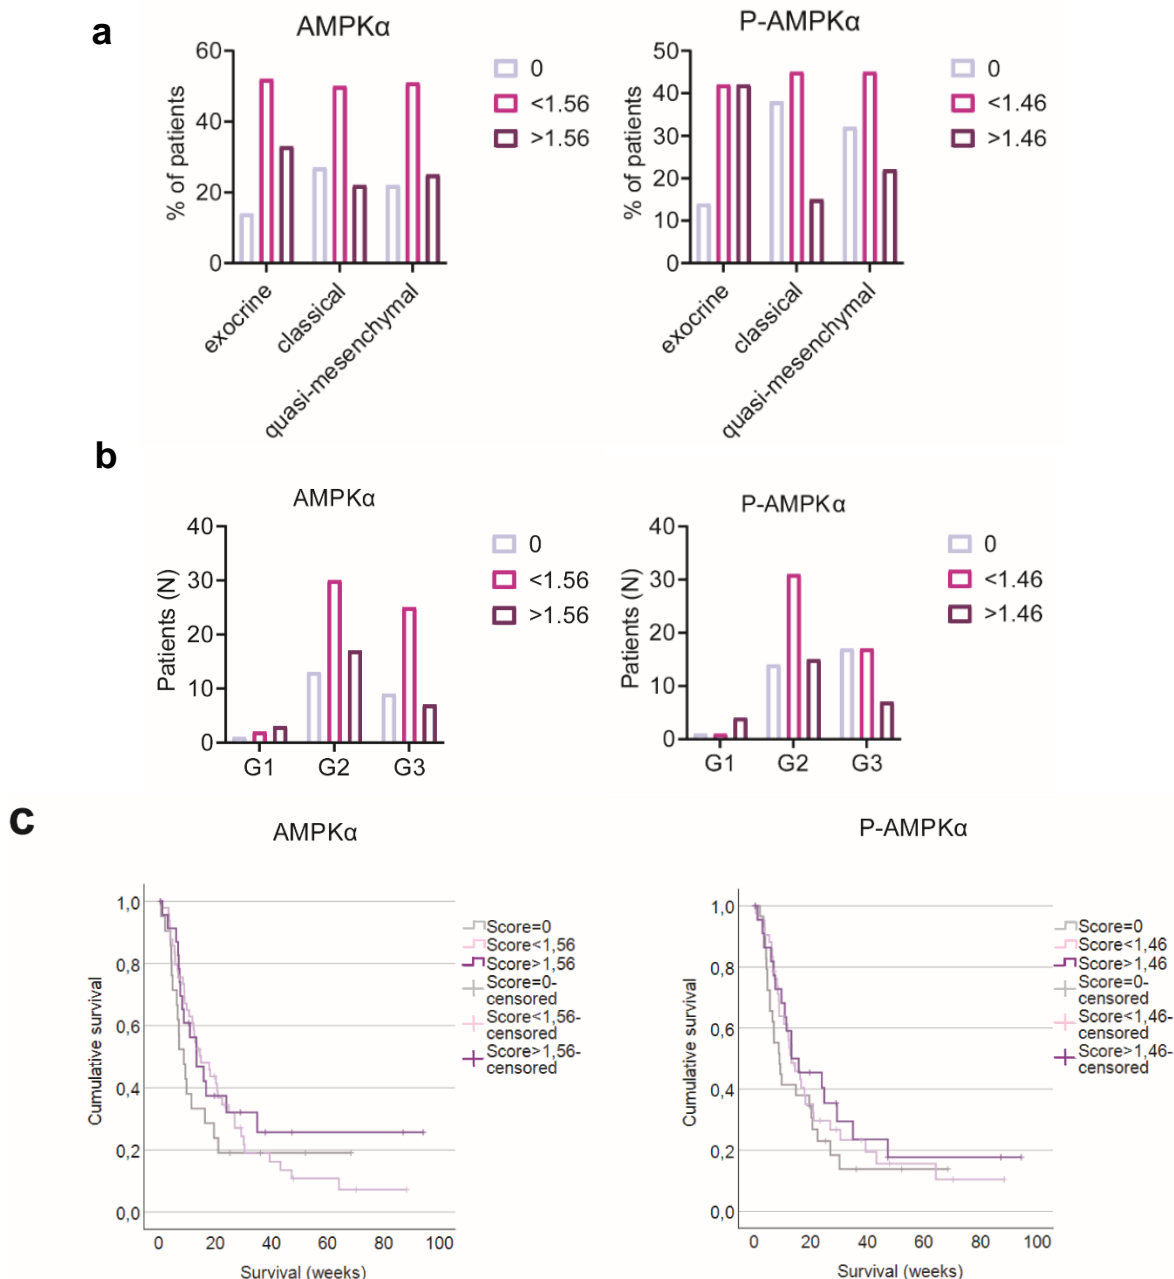 a
AMPKα
% of patients
60
40
20
0
exocrine
classical
quasi-mesenchymal
0
<1.56
>1.56
P-AMPKα
% of patients
50
40
30
20
10
0
exocrine
classical
quasi-mesenchymal
0
<1.46
>1.46
b
AMPKα
Patients (N)
40
30
20
10
0
G1 G2 G3
0
<1.56
>1.56
P-AMPKα
Patients (N)
40
30
20
10
0
G1 G2 G3
0
<1.46
>1.46
c
AMPKα
Cumulative survival
1,0
0,8
0,6
0,4
0,2
0,0
0 20 40 60 80 100
Survival (weeks)
Score=0
Score<1,56
Score>1,56
Score=0-
censored
Score<1,56-
censored
Score>1,56-
censored
P-AMPKα
Cumulative survival
1,0
0,8
0,6
0,4
0,2
0,0
0 20 40 60 80 100
Survival (weeks)
Score=0
Score<1,46
Score>1,46
Score=0-
censored
Score<1,46-
censored
Score>1,46-
censored